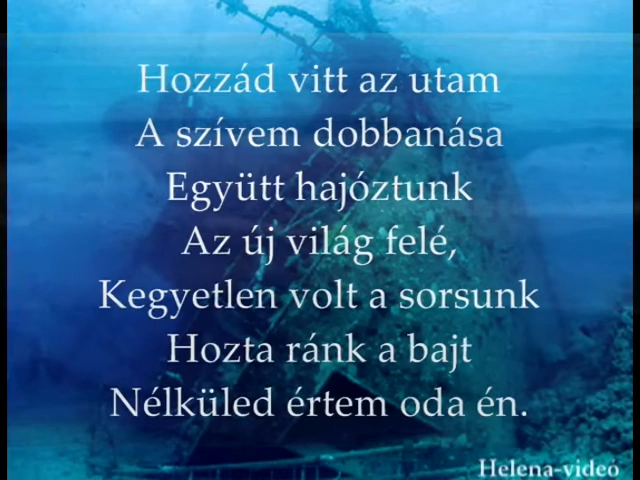 Hozzád vitt az utam
A szívem dobbanása
Együtt hajóztunk
Az új világ felé,
Kegyetlen volt a sorsunk
Hozta ránk a bajt
Nélküled értem oda én.
Helena-video